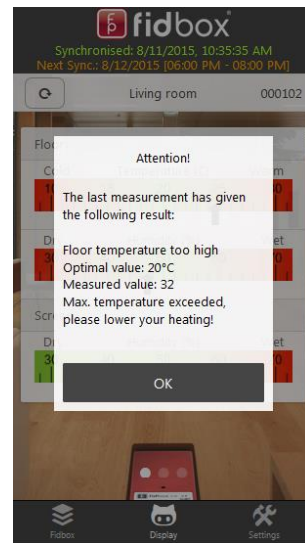 fidbox
Synchronised: 8/11/2015, 10:35:35 AM
Next Sync.: 8/12/2015 [06:00 PM - 08:00 PM]
Living room 000102
Attention!
The last measurement has given
the following result:
Floor temperature too high
Optimal value: 20°C
Measured value: 32
Max. temperature exceeded,
please lower your heating!
OK
Fidbox Display Settings